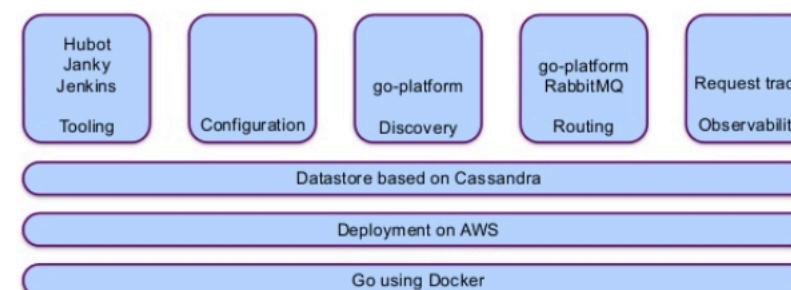 Hubot
Janky
Jenkins
Tooling
Configuration
go-platform
Discovery
go-platform
RabbitMQ
Routing
Request
Datastore based on Cassandra
Deployment on AWS
Go using Docker